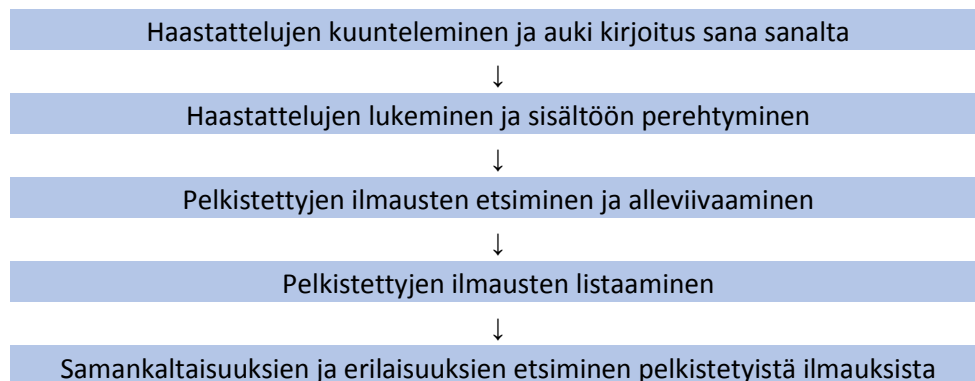 Haastattelujen kuunteleminen ja auki kirjoitus sana sanalta
↓
Haastattelujen lukeminen ja sisältöön perehtyminen
↓
Pelkistettyjen ilmausten etsiminen ja alleviivaaminen
↓
Pelkistettyjen ilmausten listaaminen
↓
Samankaltaisuuksien ja erilaisuuksien etsiminen pelkistetyistä ilmauksista